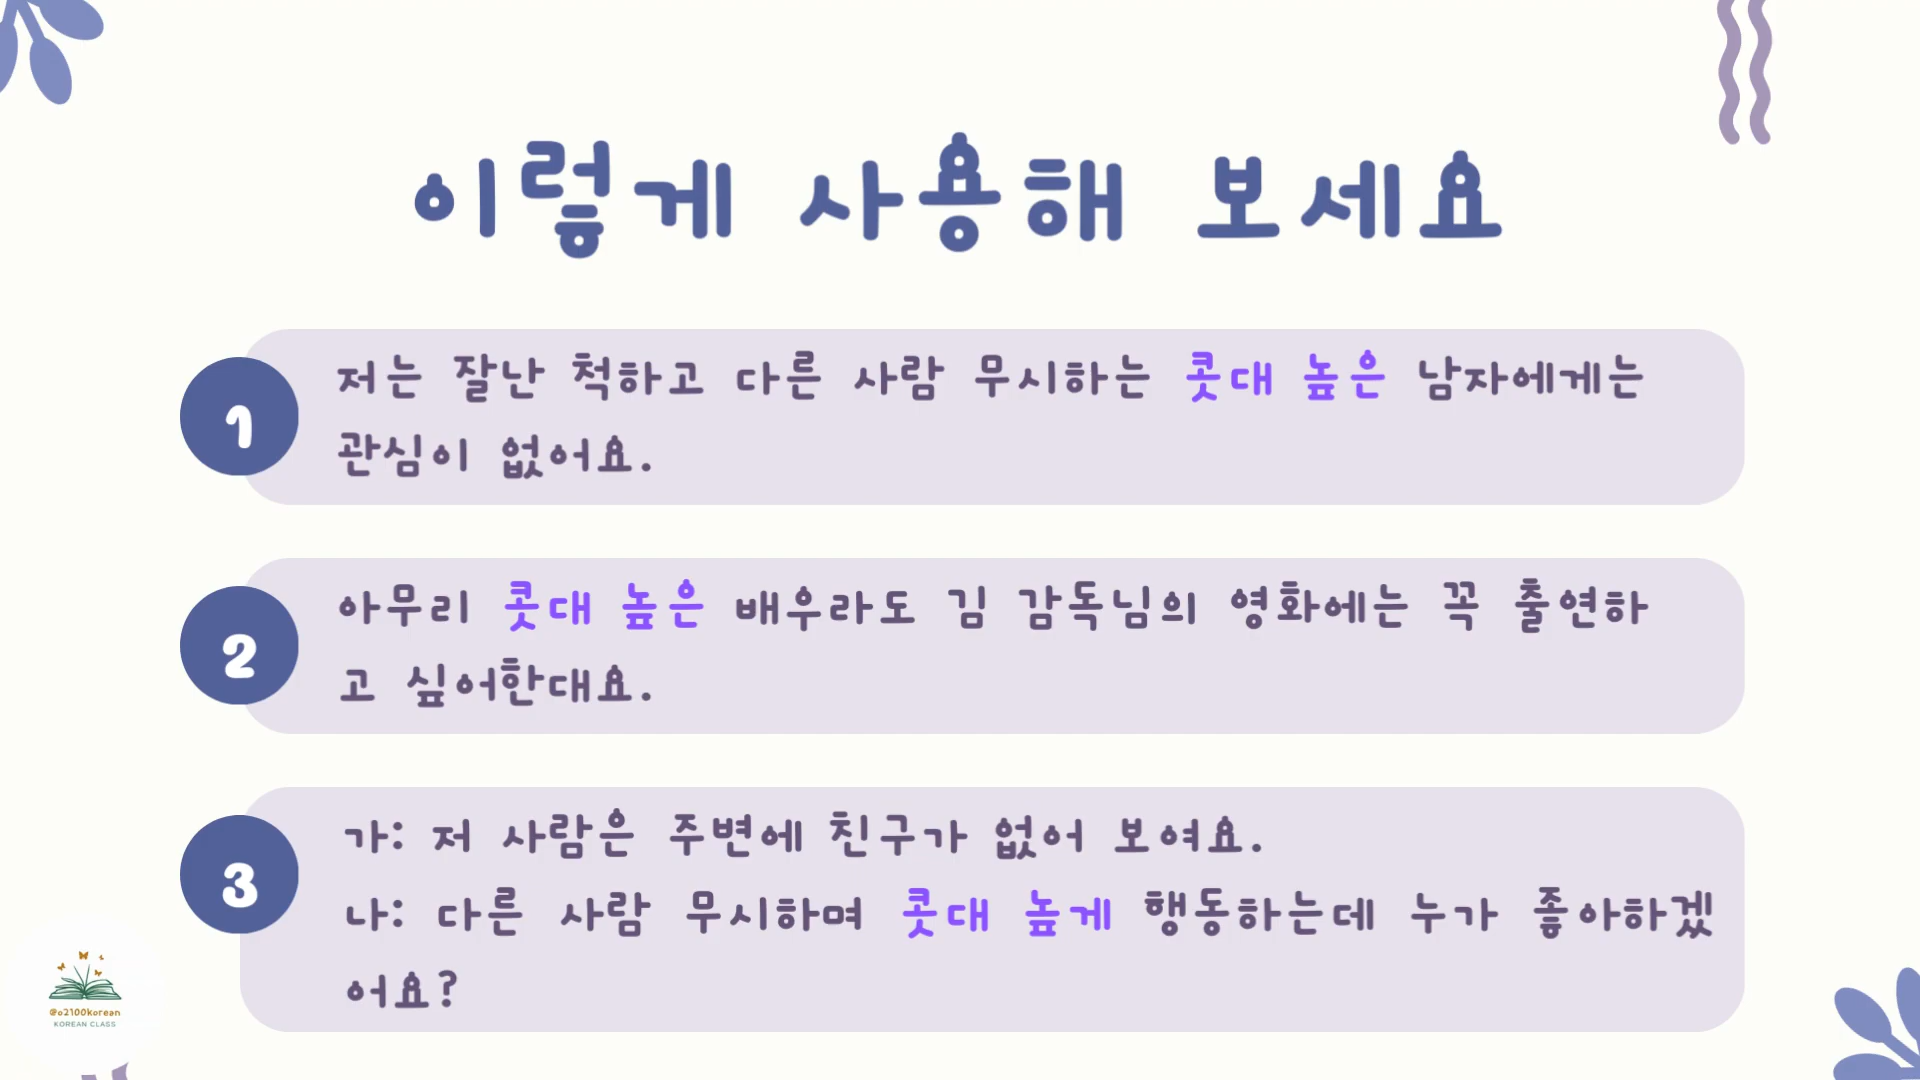 이렇게 사용해 보세요
1
저는 잘난 척하고 다른 사람 무시하는 콧대 높은 남자에게는
관심이 없어요.
2
아무리 콧대 높은 배우라도 김 감독님의 영화에는 꼭 출연하
고 싶어한대요.
3
가: 저 사람은 주변에 친구가 없어 보여요.
나: 다른 사람 무시하며 콧대 높게 행동하는데 누가 좋아하겠
어요?
@o2100korean
KOREAN CLASS